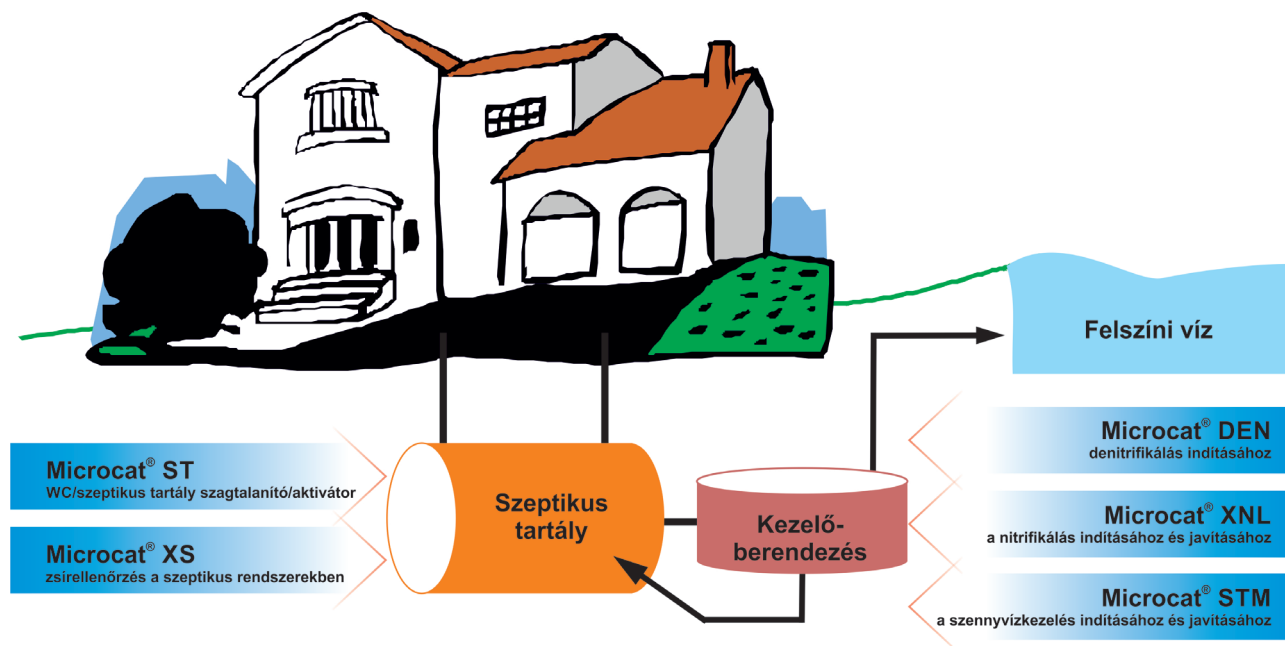 Felszíni víz
Microcat® ST
WC/szeptikus tartály szagtalanító/aktivátor
Microcat® XS
zsírellenőrzés a szeptikus rendszerekben
Szeptikus
tartály
Kezelő-
berendezés
Microcat® DEN
denitrifikálás indításához
Microcat® XNL
a nitrifikálás indításához és javításához
Microcat® STM
a szennyvízkezelés indításához és javításához